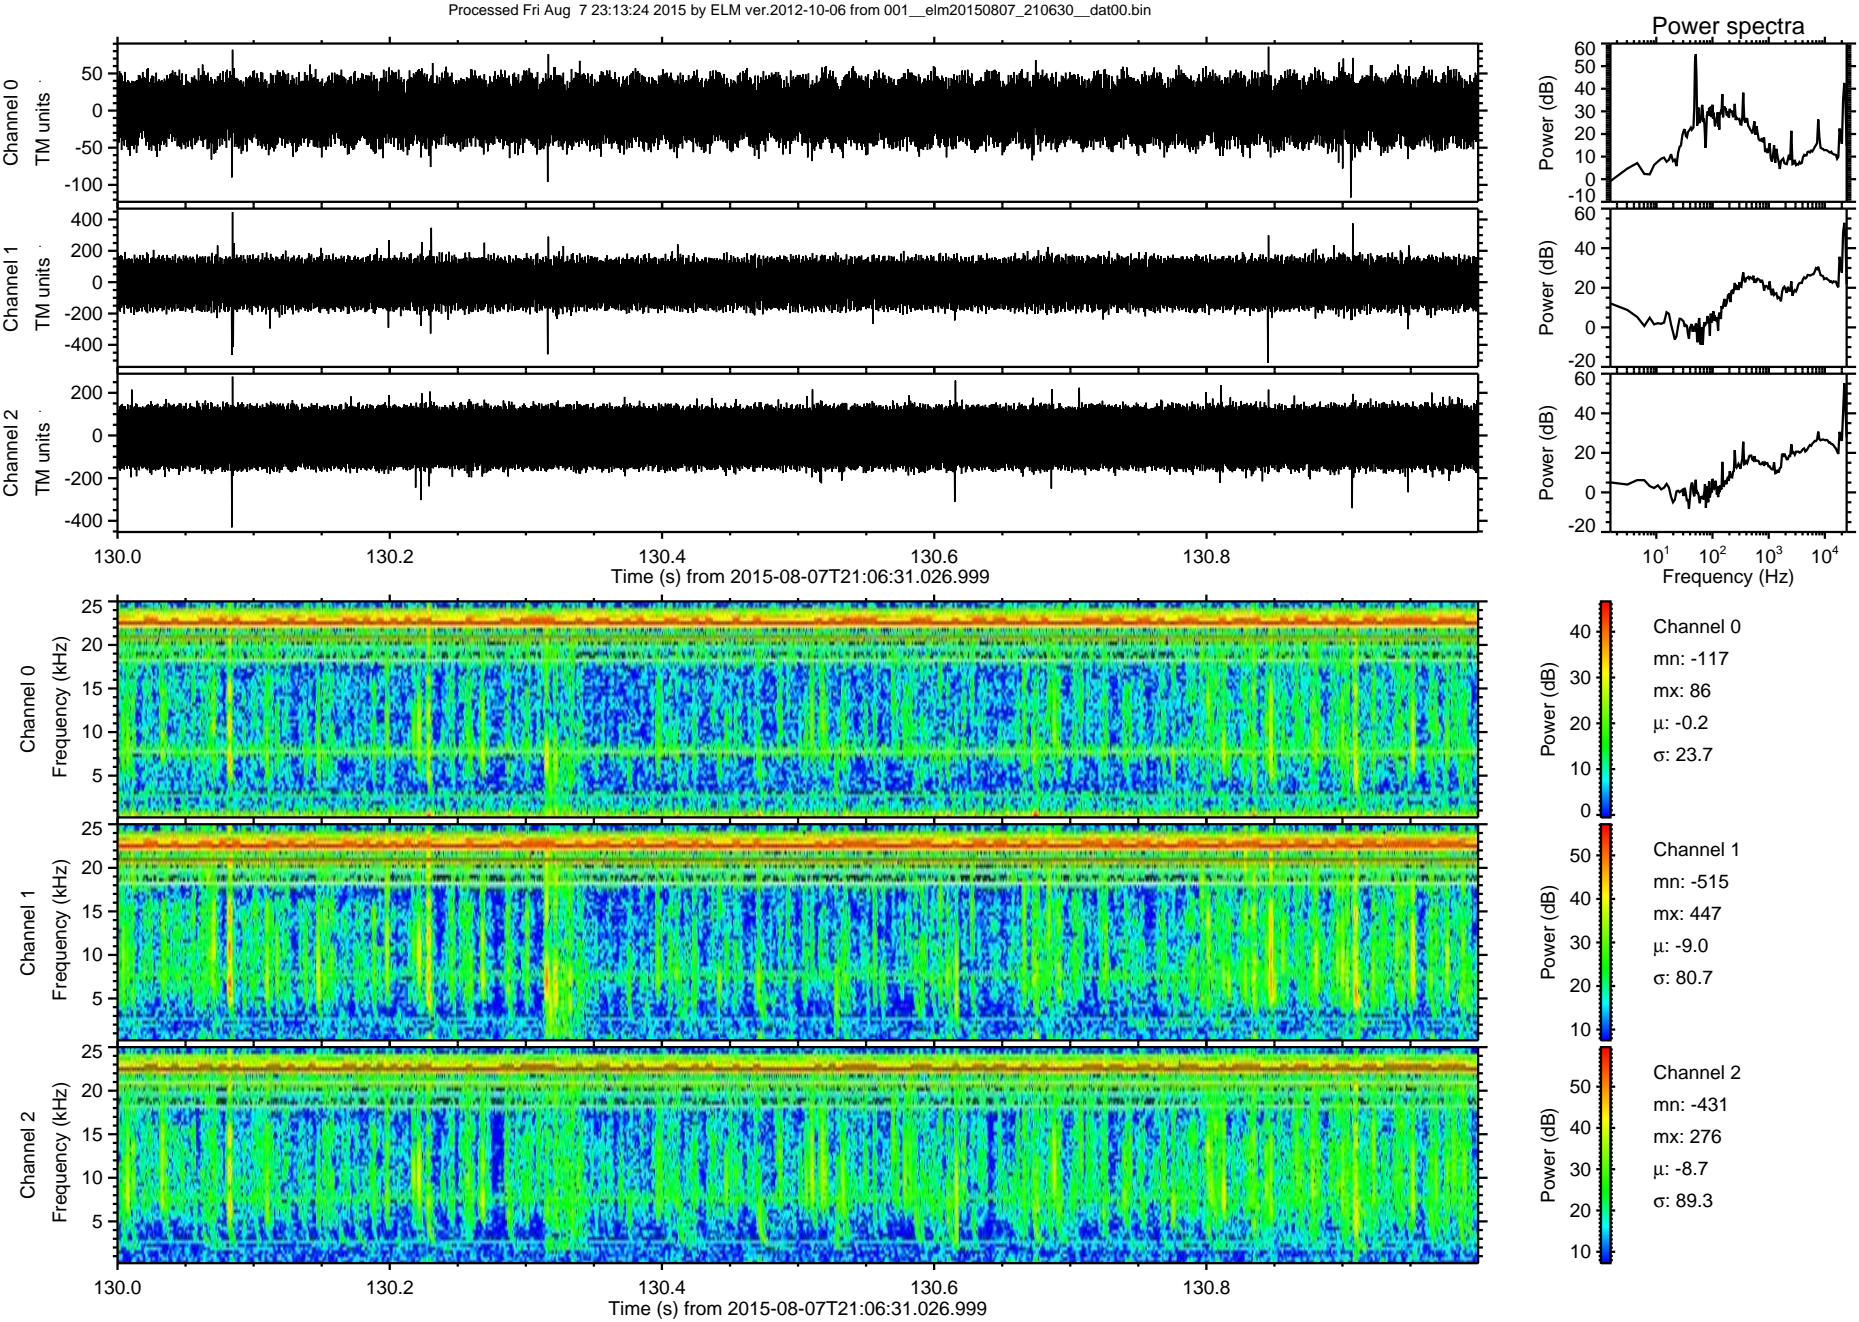 Processed Fri Aug  7 23:13:24 2015 by ELM ver.2012-10-06 from 001__elm20150807_210630__dat00.bin
Power spectra
Channel 0
TM units
50
0
-50
-100
Power (dB)
60
50
40
30
20
10
0
-10
Channel 1
TM units
400
200
0
-200
-400
Power (dB)
60
40
20
0
-20
Channel 2
TM units
200
0
-200
-400
Power (dB)
60
40
20
0
-20
130.0 130.2 130.4 130.6 130.8
Time (s) from 2015-08-07T21:06:31.026.999
10^1 10^2 10^3 10^4
Frequency (Hz)
Channel 0
Frequency (kHz)
25
20
15
10
5
Power (dB)
40
30
20
10
0
Channel 0
mn: -117
mx: 86
μ: -0.2
σ: 23.7
Channel 1
Frequency (kHz)
25
20
15
10
5
Power (dB)
50
40
30
20
10
Channel 1
mn: -515
mx: 447
μ: -9.0
σ: 80.7
Channel 2
Frequency (kHz)
25
20
15
10
5
Power (dB)
50
40
30
20
10
Channel 2
mn: -431
mx: 276
μ: -8.7
σ: 89.3
130.0 130.2 130.4 130.6 130.8
Time (s) from 2015-08-07T21:06:31.026.999